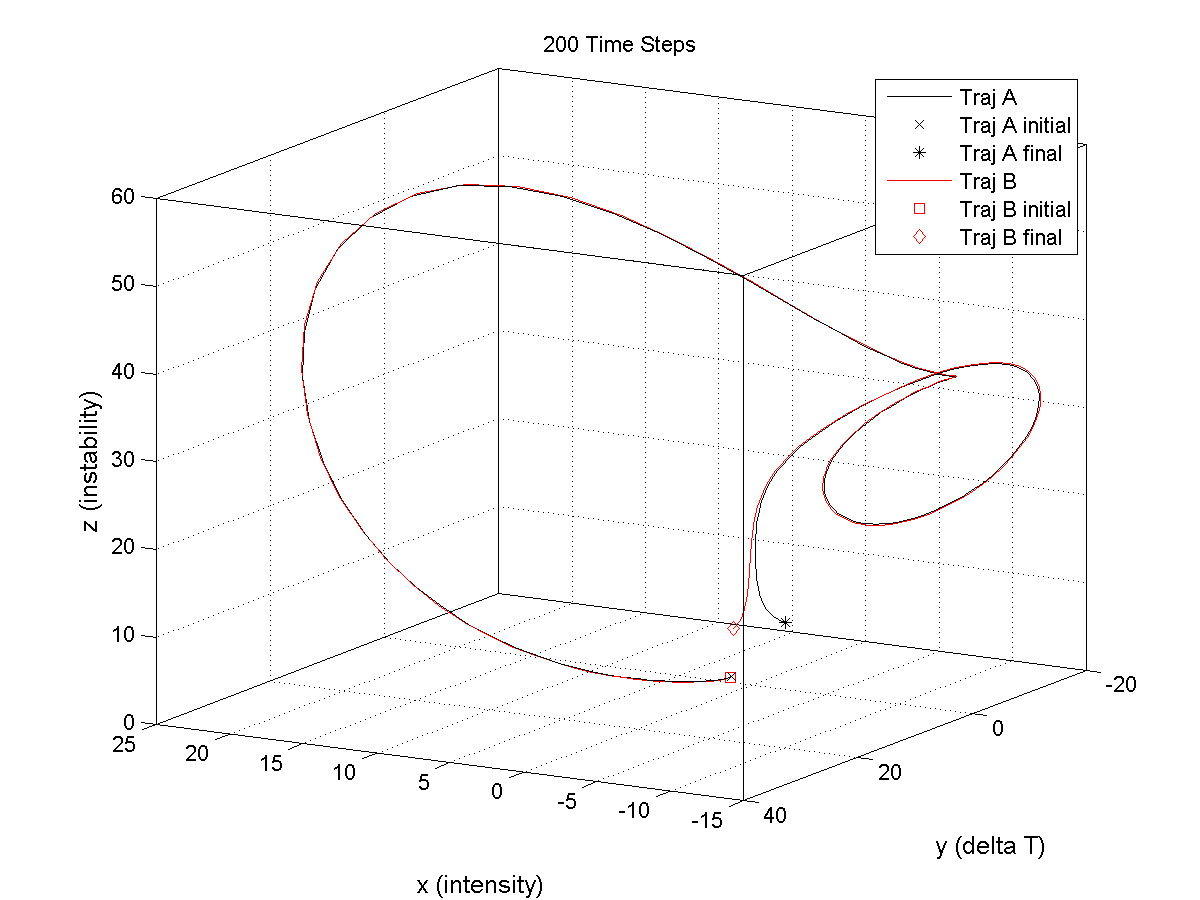 200 Time Steps
Traj A
Traj A initial
Traj A final
Traj B
Traj B initial
Traj B final
60
50
40
30
20
10
0
z (instability)
25
20
15
10
5
0
-5
-10
-15
x (intensity)
40
20
0
-20
y (delta T)